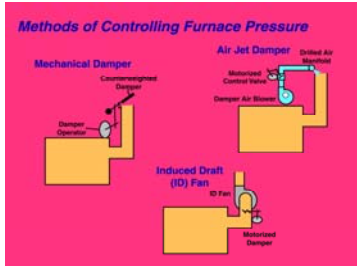 Methods of Controlling Furnace Pressure
Mechanical Damper
Counterweighted
Damper
Damper
Operator
Air Jet Damper
Drilled Air
Manifold
Motorized
Control Valve
Damper Air Blower
Induced Draft
(ID) Fan
ID Fan
Motorized
Damper